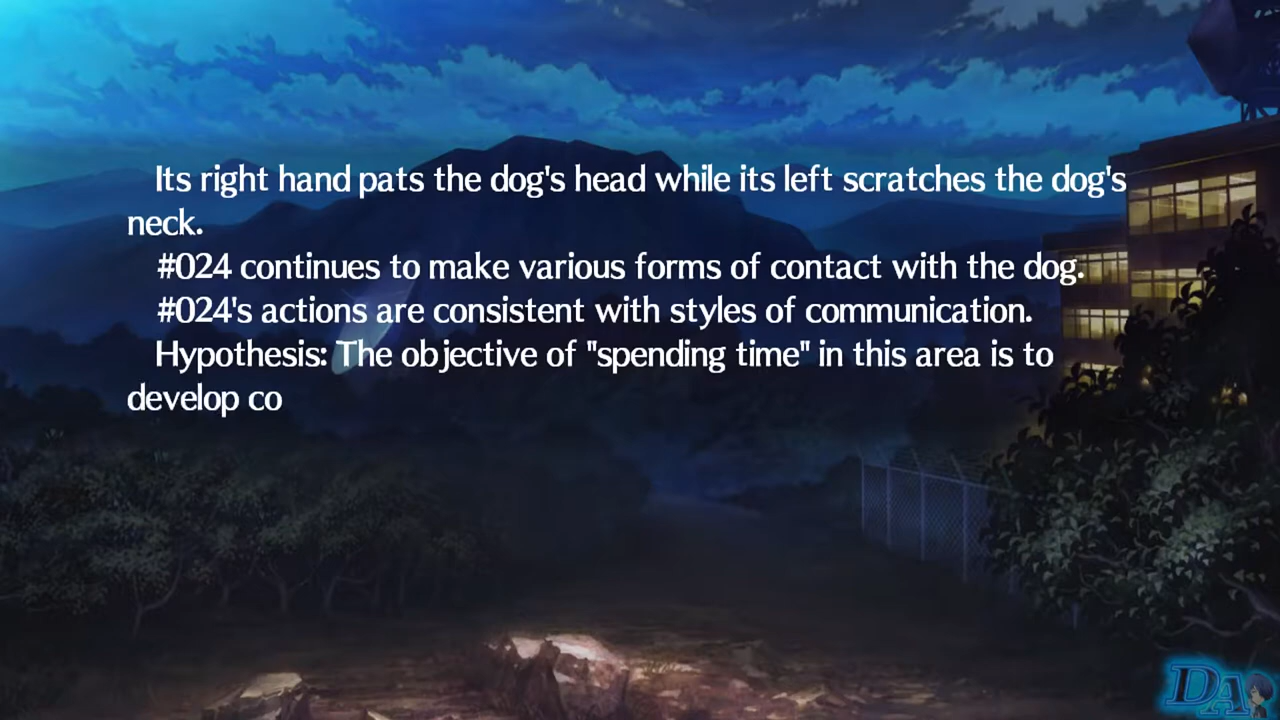 Its right hand pats the dog's head while its left scratches the dog's
neck.
#024 continues to make various forms of contact with the dog.
#024's actions are consistent with styles of communication.
Hypothesis: The objective of "spending time" in this area is to
develop co
DA